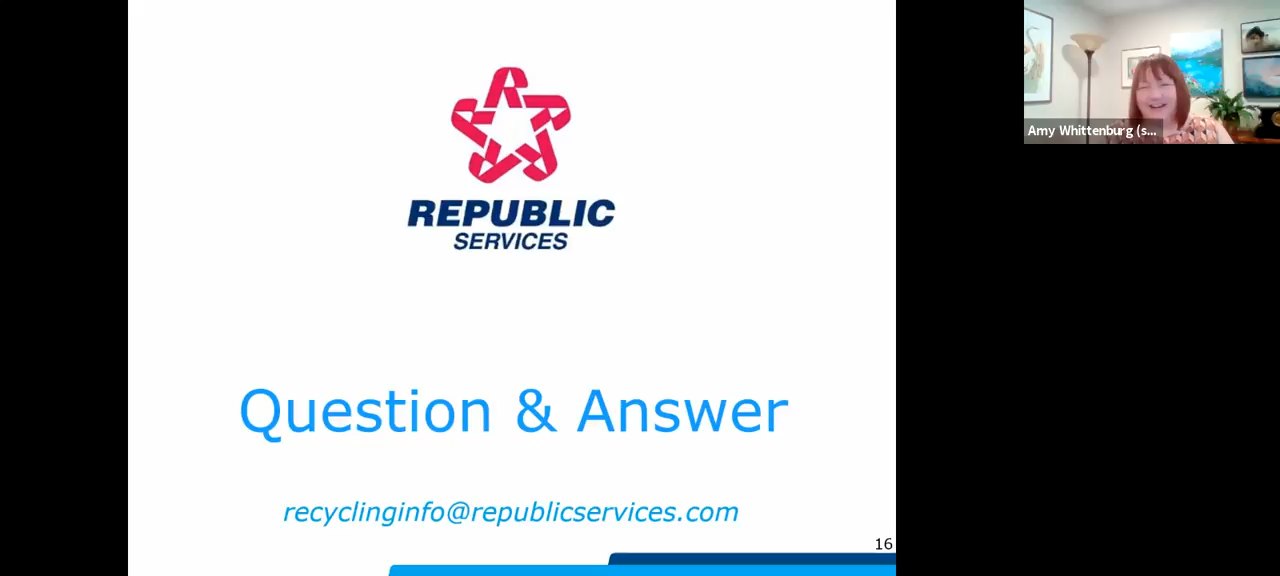 REPUBLIC
SERVICES
Question & Answer
recyclinginfo@republicservices.com
16
Amy Whittenburg (s...